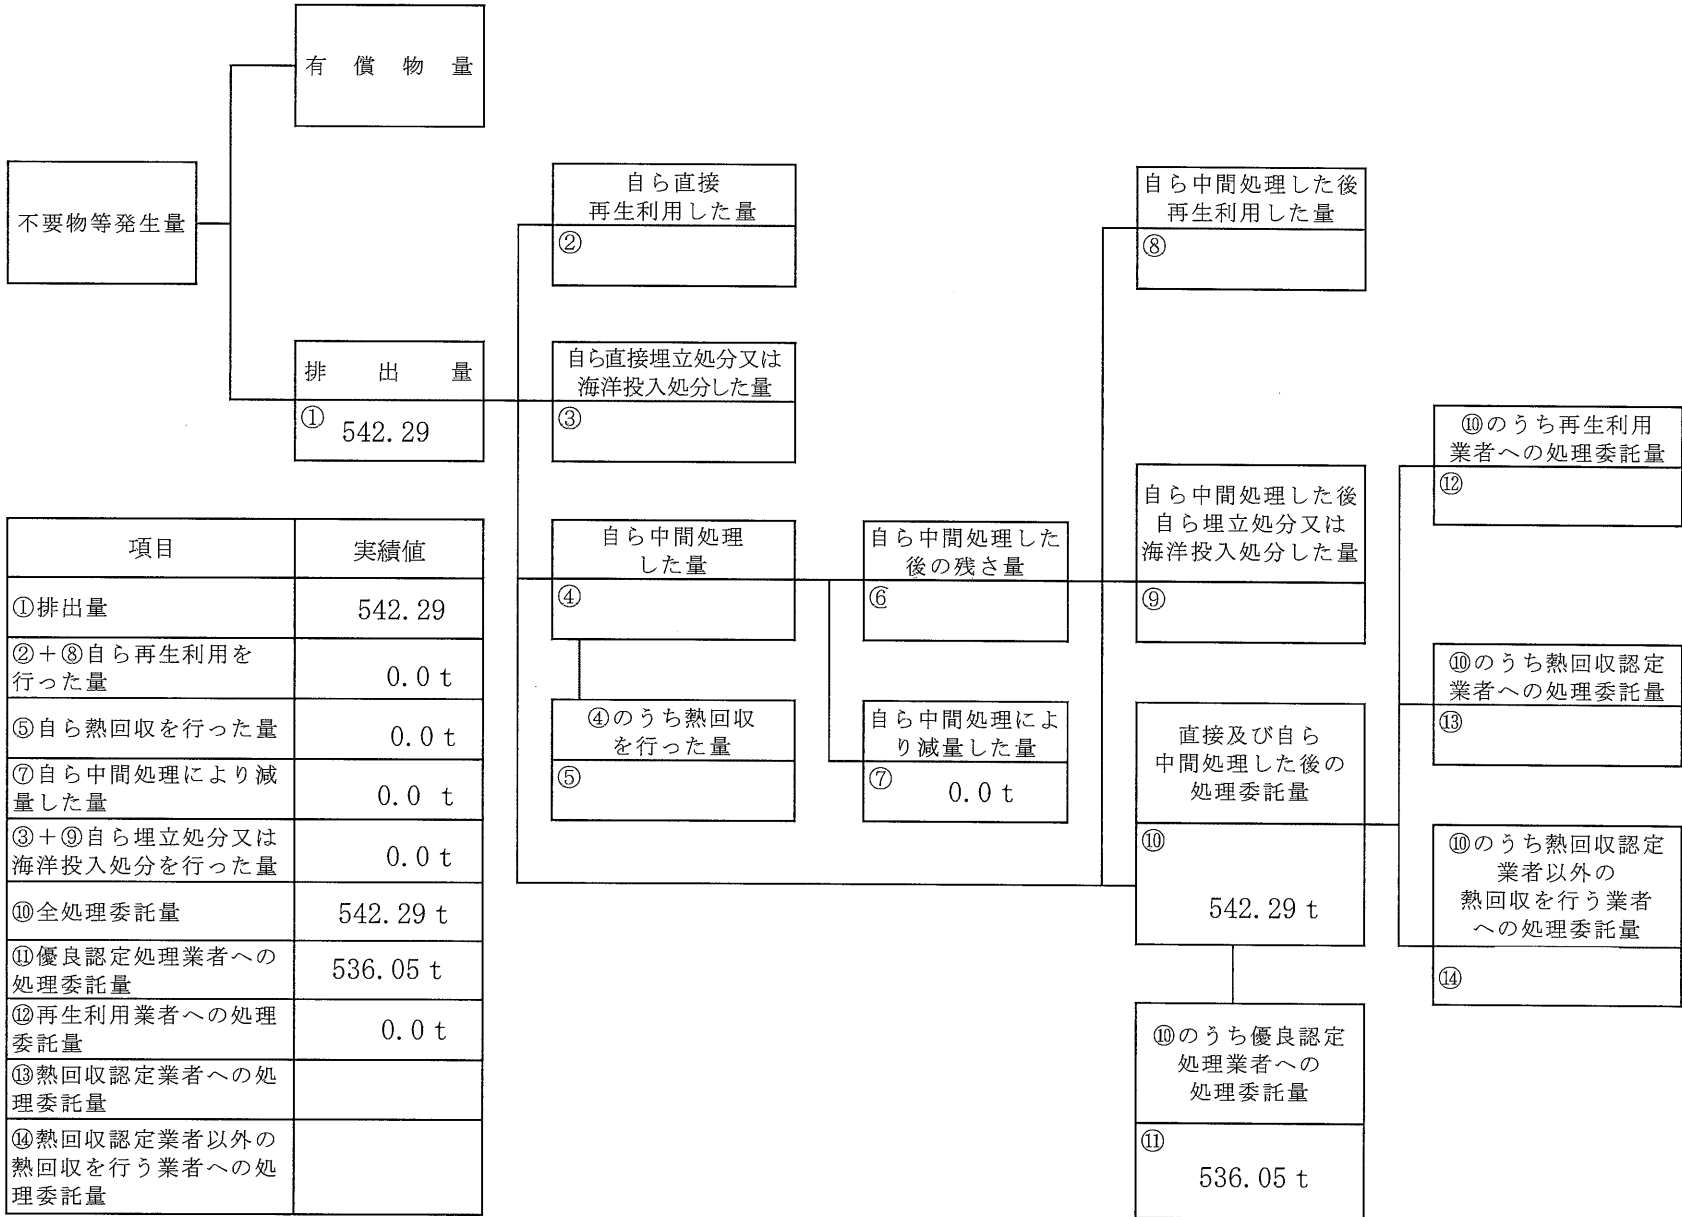 有償物量
不要物等発生量
排出量
① 542.29
自ら直接
再生利用した量
②
自ら直接埋立処分又は
海洋投入処分した量
③
自ら中間処理
した量
④
④のうち熱回収
を行った量
⑤
自ら中間処理した
後の残さ量
⑥
自ら中間処理によ
り減量した量
⑦ 0.0 t
自ら中間処理した後
再生利用した量
⑧
自ら中間処理した後
自ら埋立処分又は
海洋投入処分した量
⑨
直接及び自ら
中間処理した後の
処理委託量
⑩
542.29 t
⑩のうち優良認定
処理業者への
処理委託量
⑪
536.05 t
⑩のうち再生利用
業者への処理委託量
⑫
⑩のうち熱回収認定
業者への処理委託量
⑬
⑩のうち熱回収認定
業者以外の
熱回収を行う業者
への処理委託量
⑭
項目 実績値
①排出量 542.29
②+⑧自ら再生利用を
行った量 0.0 t
⑤自ら熱回収を行った量 0.0 t
⑦自ら中間処理により減
量した量 0.0 t
③+⑨自ら埋立処分又は
海洋投入処分を行った量 0.0 t
⑩全処理委託量 542.29 t
⑪優良認定処理業者への
処理委託量 536.05 t
⑫再生利用業者への処理
委託量 0.0 t
⑬熱回収認定業者への処
理委託量
⑭熱回収認定業者以外の
熱回収を行う業者への処
理委託量